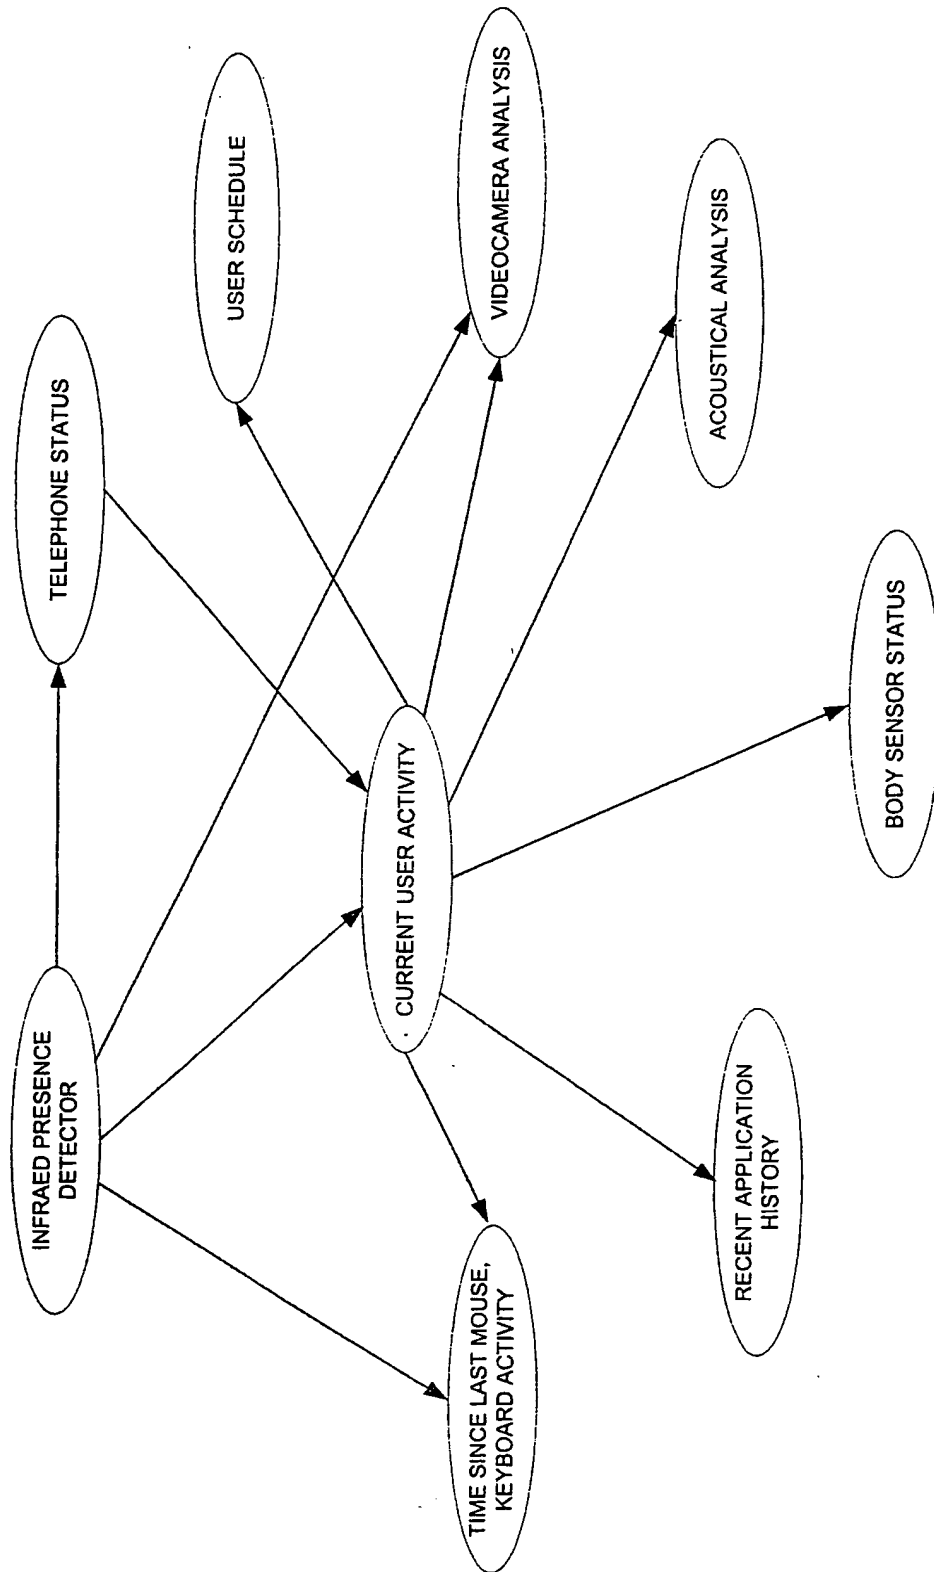 INFRAED PRESENCE
DETECTOR
TELEPHONE STATUS
USER SCHEDULE
CURRENT USER ACTIVITY
VIDEOCAMERA ANALYSIS
TIME SINCE LAST MOUSE,
KEYBOARD ACTIVITY
ACOUSTICAL ANALYSIS
RECENT APPLICATION
HISTORY
BODY SENSOR STATUS